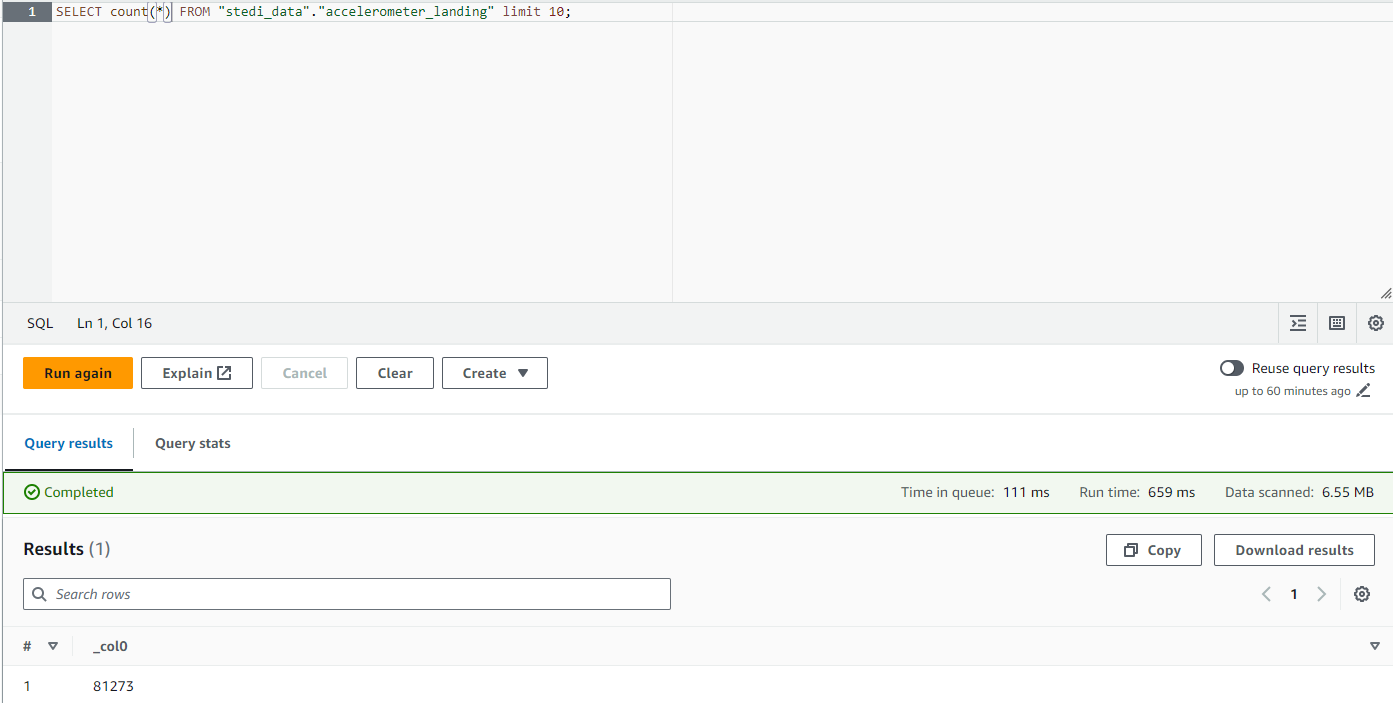 1 SELECT count(*) FROM "stedi_data"."accelerometer_landing" limit 10;
SQL Ln 1, Col 16
Run again Explain Cancel Clear Create Reuse query results
up to 60 minutes ago
Query results Query stats
Completed Time in queue: 111 ms Run time: 659 ms Data scanned: 6.55 MB
Results (1) Copy Download results
Search rows 1
# _col0
1 81273